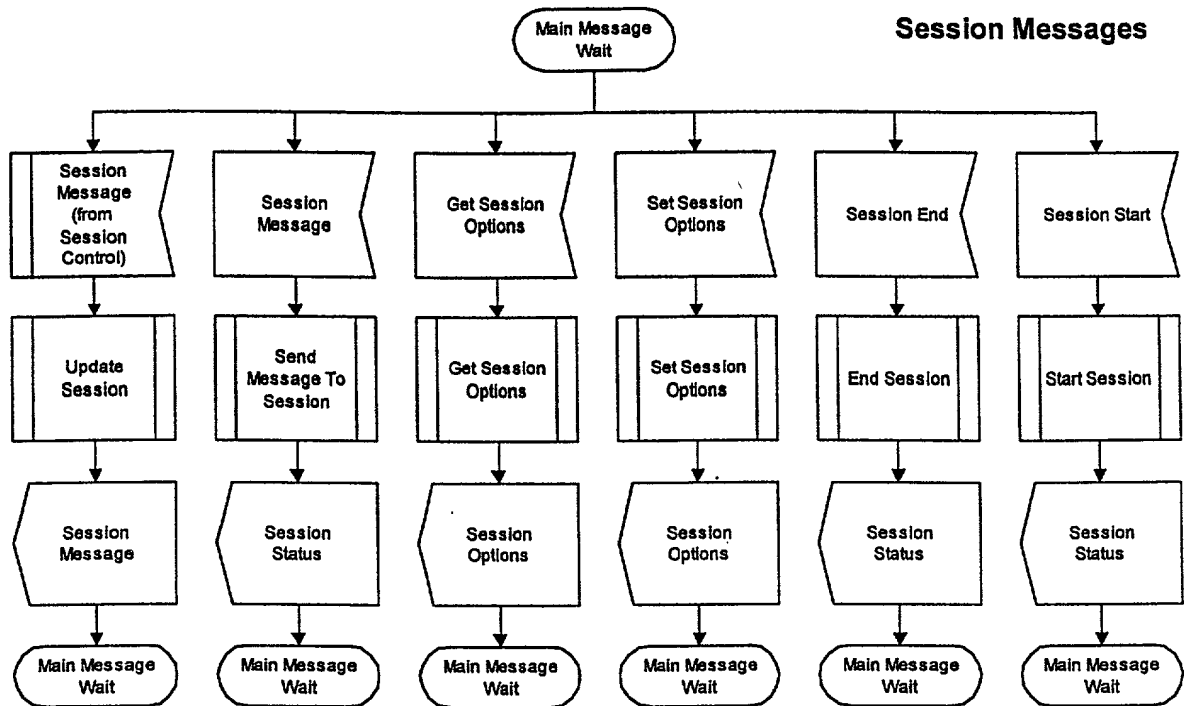 Session Messages
Main Message
Wait
Session
Message
(from
Session
Control)
Session
Message
Get Session
Options
Set Session
Options
Session End
Session Start
Update
Session
Send
Message To
Session
Get Session
Options
Set Session
Options
End Session
Start Session
Session
Message
Session
Status
Session
Options
Session
Options
Session
Status
Session
Status
Main Message
Wait
Main Message
Wait
Main Message
Wait
Main Message
Wait
Main Message
Wait
Main Message
Wait